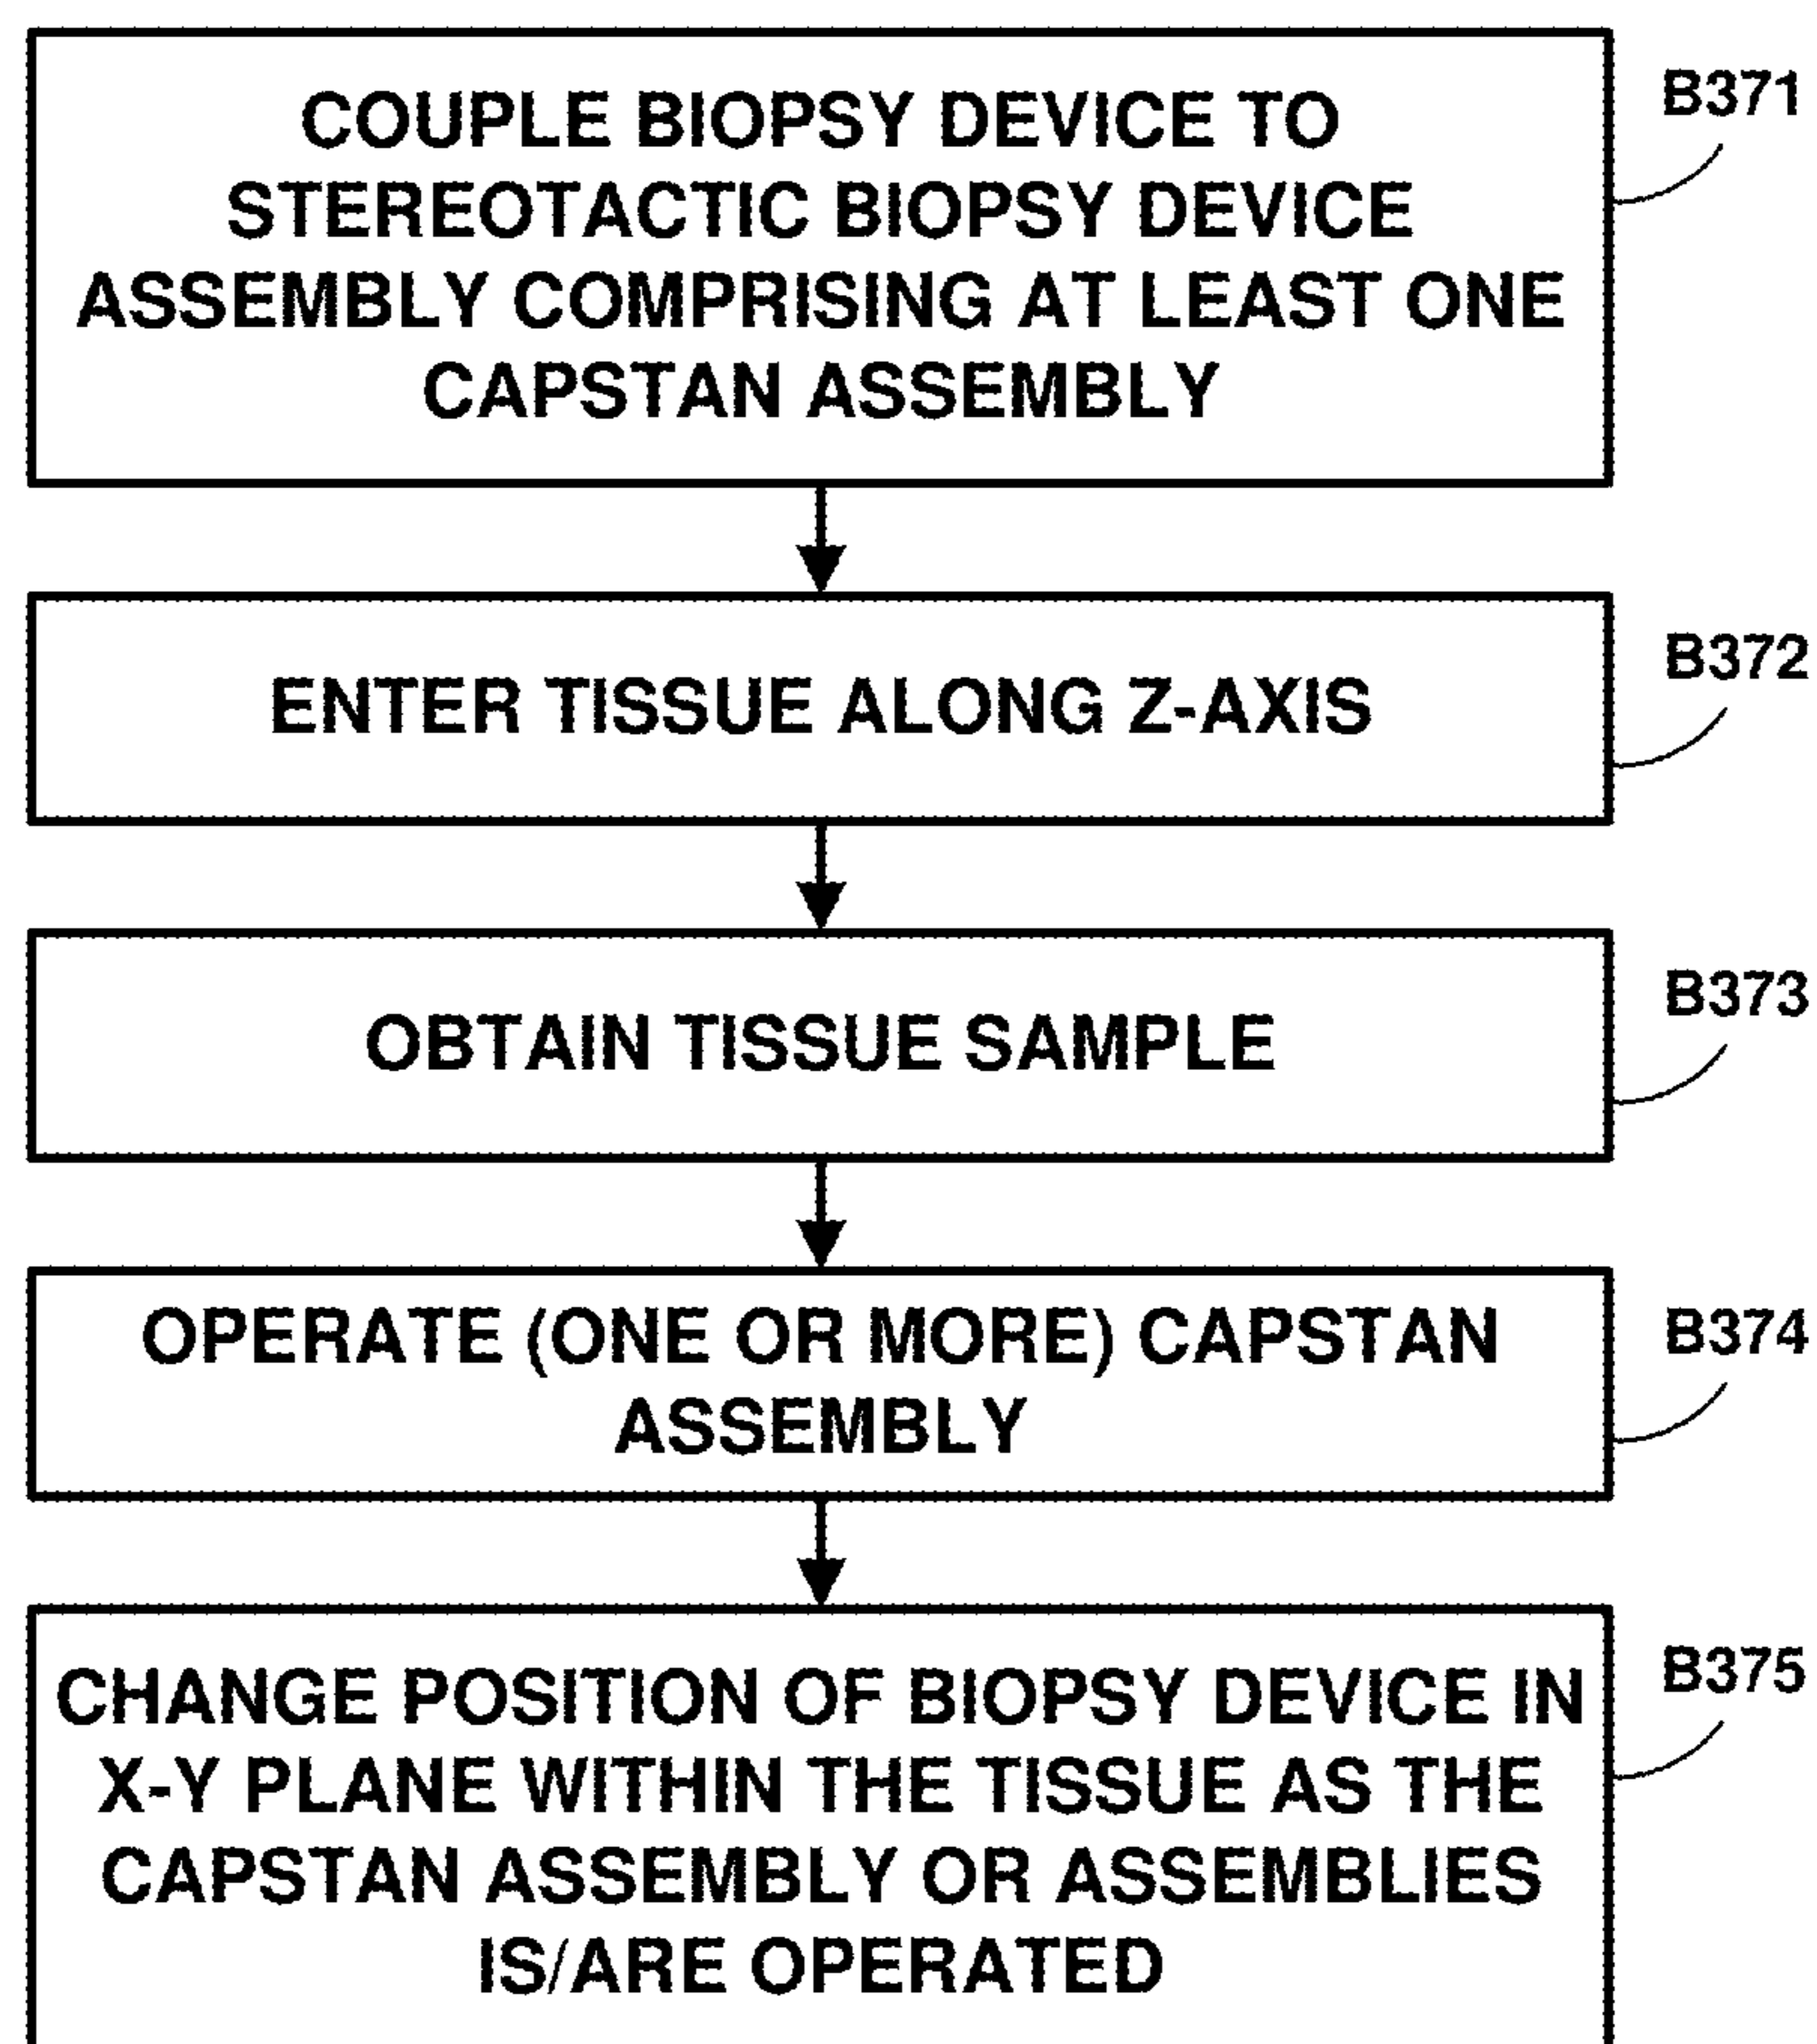 COUPLE BIOPSY DEVICE TO
STEREOTACTIC BIOPSY DEVICE
ASSEMBLY COMPRISING AT LEAST ONE
CAPSTAN ASSEMBLY
B371
ENTER TISSUE ALONG Z-AXIS
B372
OBTAIN TISSUE SAMPLE
B373
OPERATE (ONE OR MORE) CAPSTAN
ASSEMBLY
B374
CHANGE POSITION OF BIOPSY DEVICE IN
X-Y PLANE WITHIN THE TISSUE AS THE
CAPSTAN ASSEMBLY OR ASSEMBLIES
IS/ARE OPERATED
B375